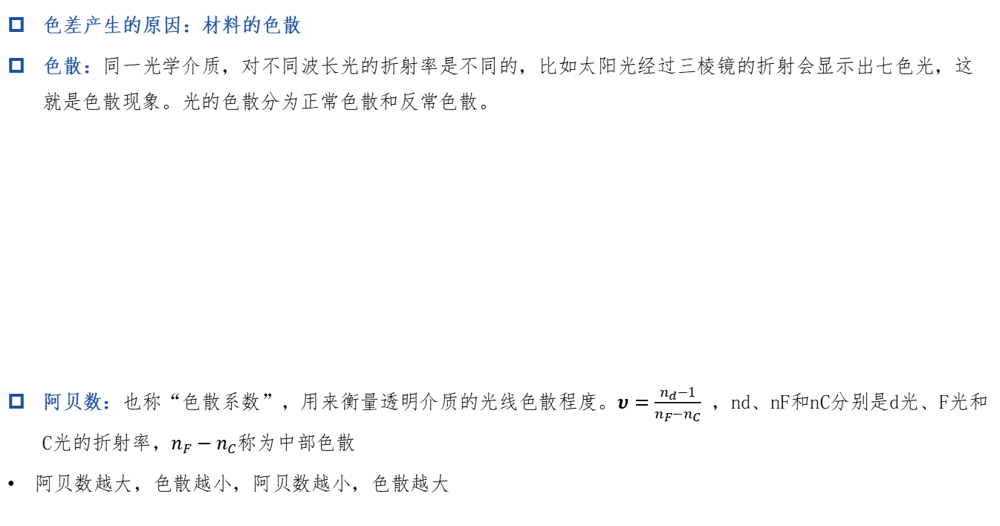 色差产生的原因：材料的色散
色散：同一光学介质，对不同波长光的折射率是不同的，比如太阳光经过三棱镜的折射会显示出七色光，这
就是色散现象。光的色散分为正常色散和反常色散。
阿贝数：也称“色散系数”，用来衡量透明介质的光线色散程度。υ = (n_d−1)/(n_F−n_C) ，nd、nF和nC分别是d光、F光和
C光的折射率，n_F − n_C称为中部色散
• 阿贝数越大，色散越小，阿贝数越小，色散越大